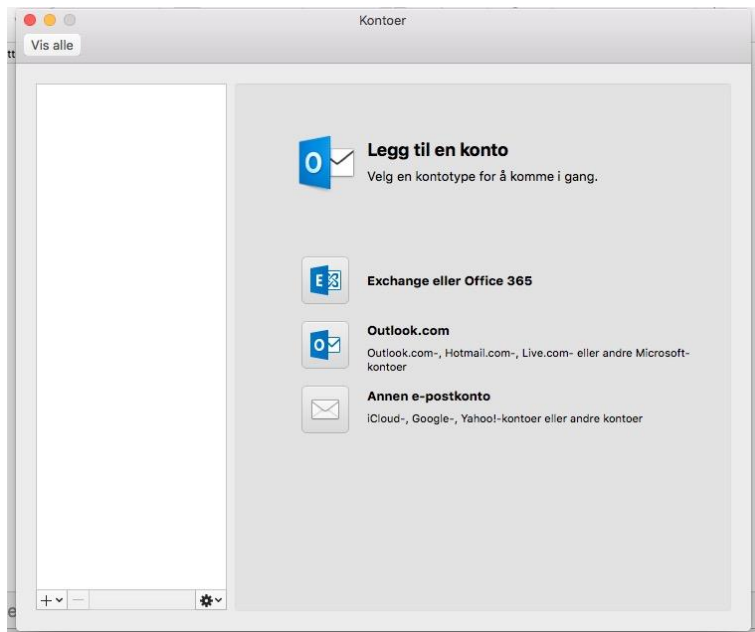 Kontoer
Vis alle
tt
Legg til en konto
Velg en kontotype for å komme i gang.
Exchange eller Office 365
Outlook.com
Outlook.com-, Hotmail.com-, Live.com- eller andre Microsoft-
kontoer
Annen e-postkonto
iCloud-, Google-, Yahoo!-kontoer eller andre kontoer
e